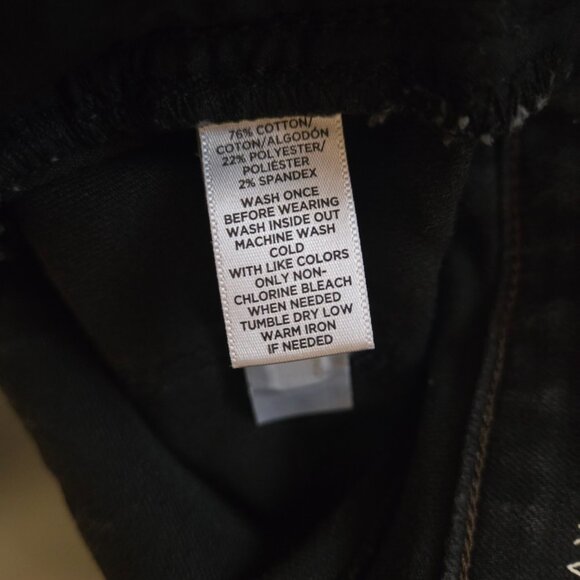 76% COTTON/
COTON/ALGODÓN
22% POLYESTER/
POLIÉSTER
2% SPANDEX
WASH ONCE
BEFORE WEARING
WASH INSIDE OUT
MACHINE WASH
COLD
WITH LIKE COLORS
ONLY NON-
CHLORINE BLEACH
WHEN NEEDED
TUMBLE DRY LOW
WARM IRON
IF NEEDED